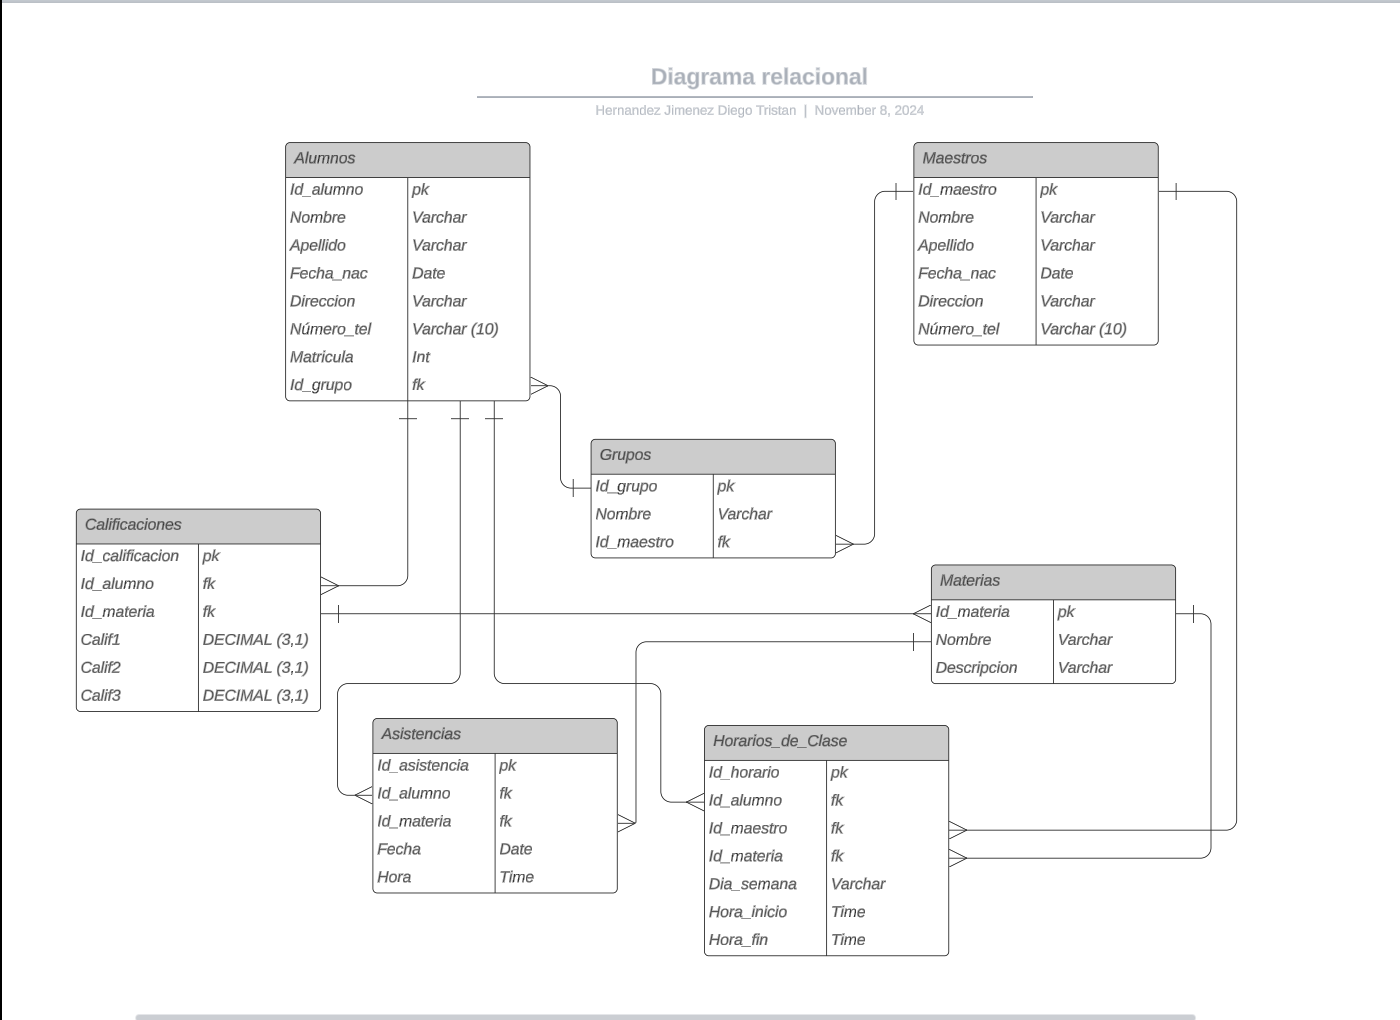 Diagrama relacional
Hernandez Jimenez Diego Tristan | November 8, 2024
Alumnos
Id_alumno pk
Nombre Varchar
Apellido Varchar
Fecha_nac Date
Direccion Varchar
Número_tel Varchar (10)
Matricula Int
Id_grupo fk
Maestros
Id_maestro pk
Nombre Varchar
Apellido Varchar
Fecha_nac Date
Direccion Varchar
Número_tel Varchar (10)
Grupos
Id_grupo pk
Nombre Varchar
Id_maestro fk
Calificaciones
Id_calificacion pk
Id_alumno fk
Id_materia fk
Calif1 DECIMAL (3,1)
Calif2 DECIMAL (3,1)
Calif3 DECIMAL (3,1)
Materias
Id_materia pk
Nombre Varchar
Descripcion Varchar
Asistencias
Id_asistencia pk
Id_alumno fk
Id_materia fk
Fecha Date
Hora Time
Horarios_de_Clase
Id_horario pk
Id_alumno fk
Id_maestro fk
Id_materia fk
Dia_semana Varchar
Hora_inicio Time
Hora_fin Time